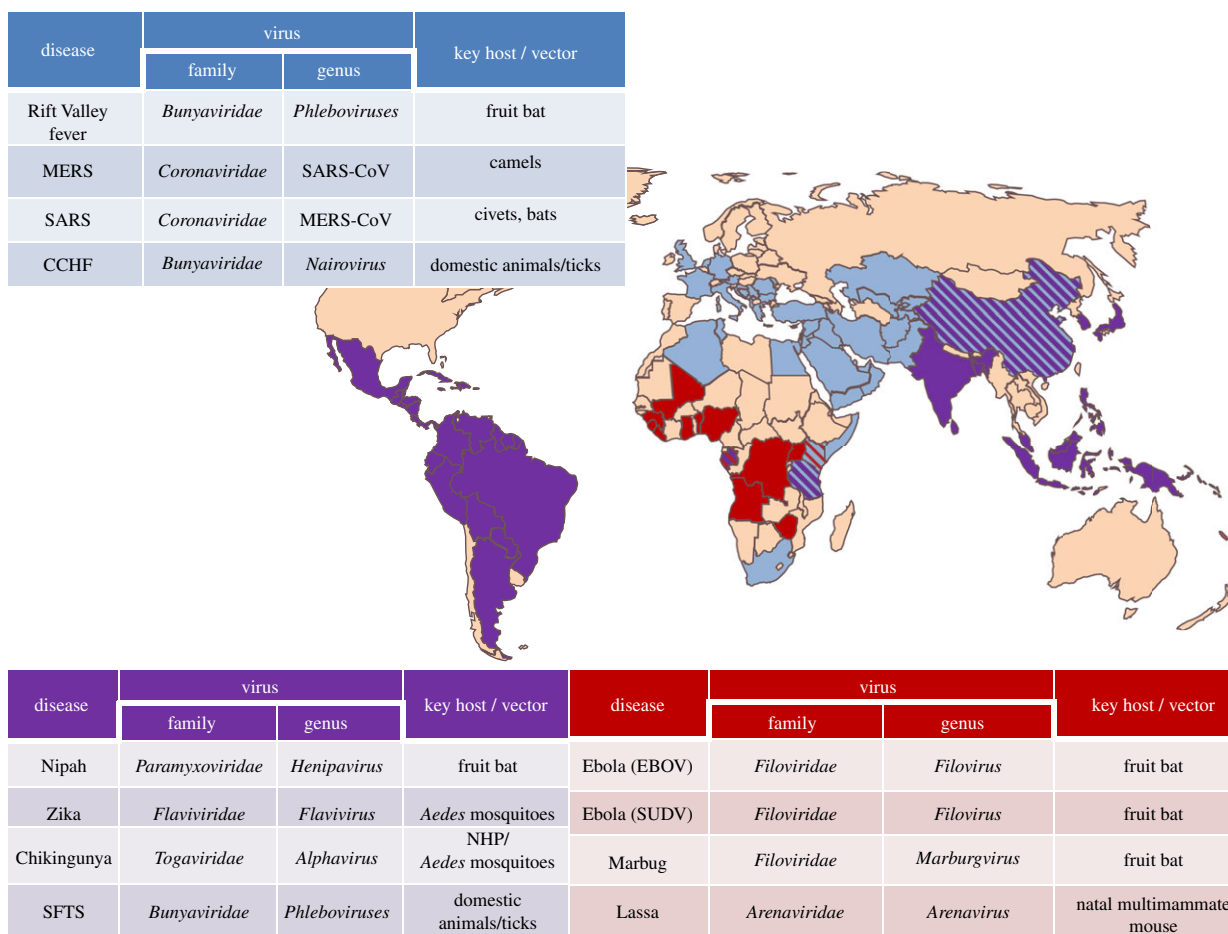 disease virus key host / vector
family genus
Rift Valley
fever Bunyaviridae Phleboviruses fruit bat
MERS Coronaviridae SARS-CoV camels
SARS Coronaviridae MERS-CoV civets, bats
CCHF Bunyaviridae Nairovirus domestic animals/ticks
disease virus key host / vector
family genus
Nipah Paramyxoviridae Henipavirus fruit bat
Zika Flaviviridae Flavivirus Aedes mosquitoes
Chikingunya Togaviridae Alphavirus NHP/
Aedes mosquitoes
SFTS Bunyaviridae Phleboviruses domestic
animals/ticks
disease virus key host / vector
family genus
Ebola (EBOV) Filoviridae Filovirus fruit bat
Ebola (SUDV) Filoviridae Filovirus fruit bat
Marbug Filoviridae Marburgvirus fruit bat
Lassa Arenaviridae Arenavirus natal multimammate
mouse